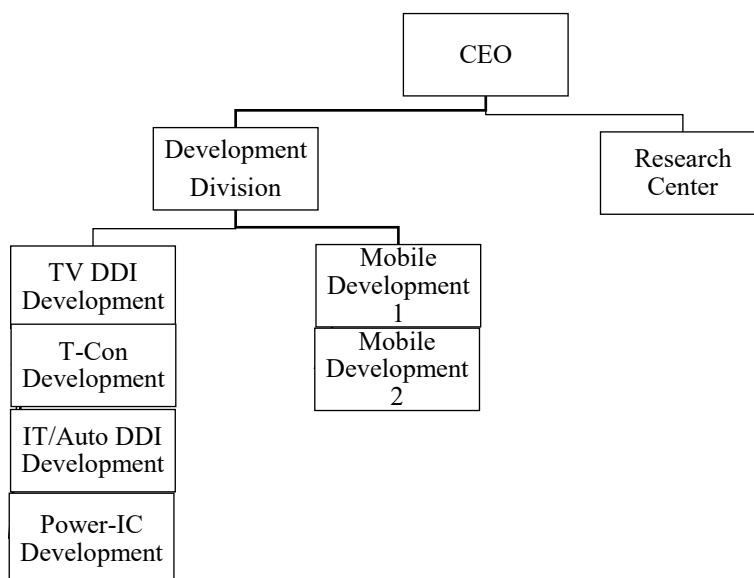 CEO
Development
Division
Research
Center
TV DDI
Development
Mobile
Development
1
T-Con
Development
Mobile
Development
2
IT/Auto DDI
Development
Power-IC
Development